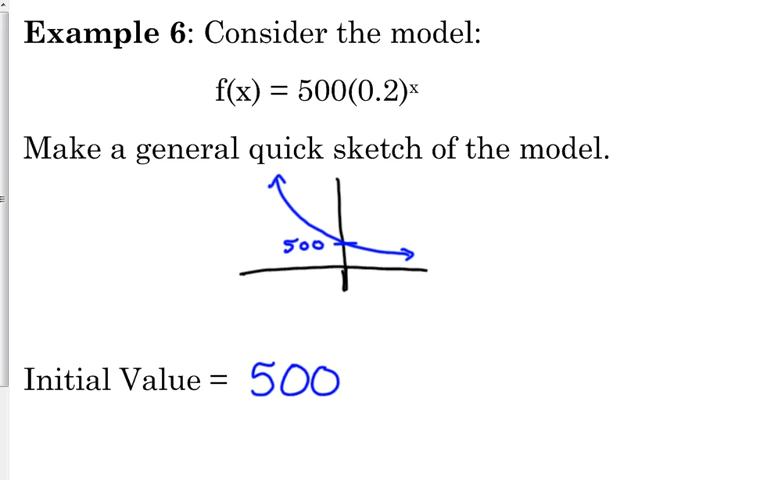 Example 6: Consider the model:
f(x) = 500(0.2)ˣ
Make a general quick sketch of the model.
500
Initial Value = 500